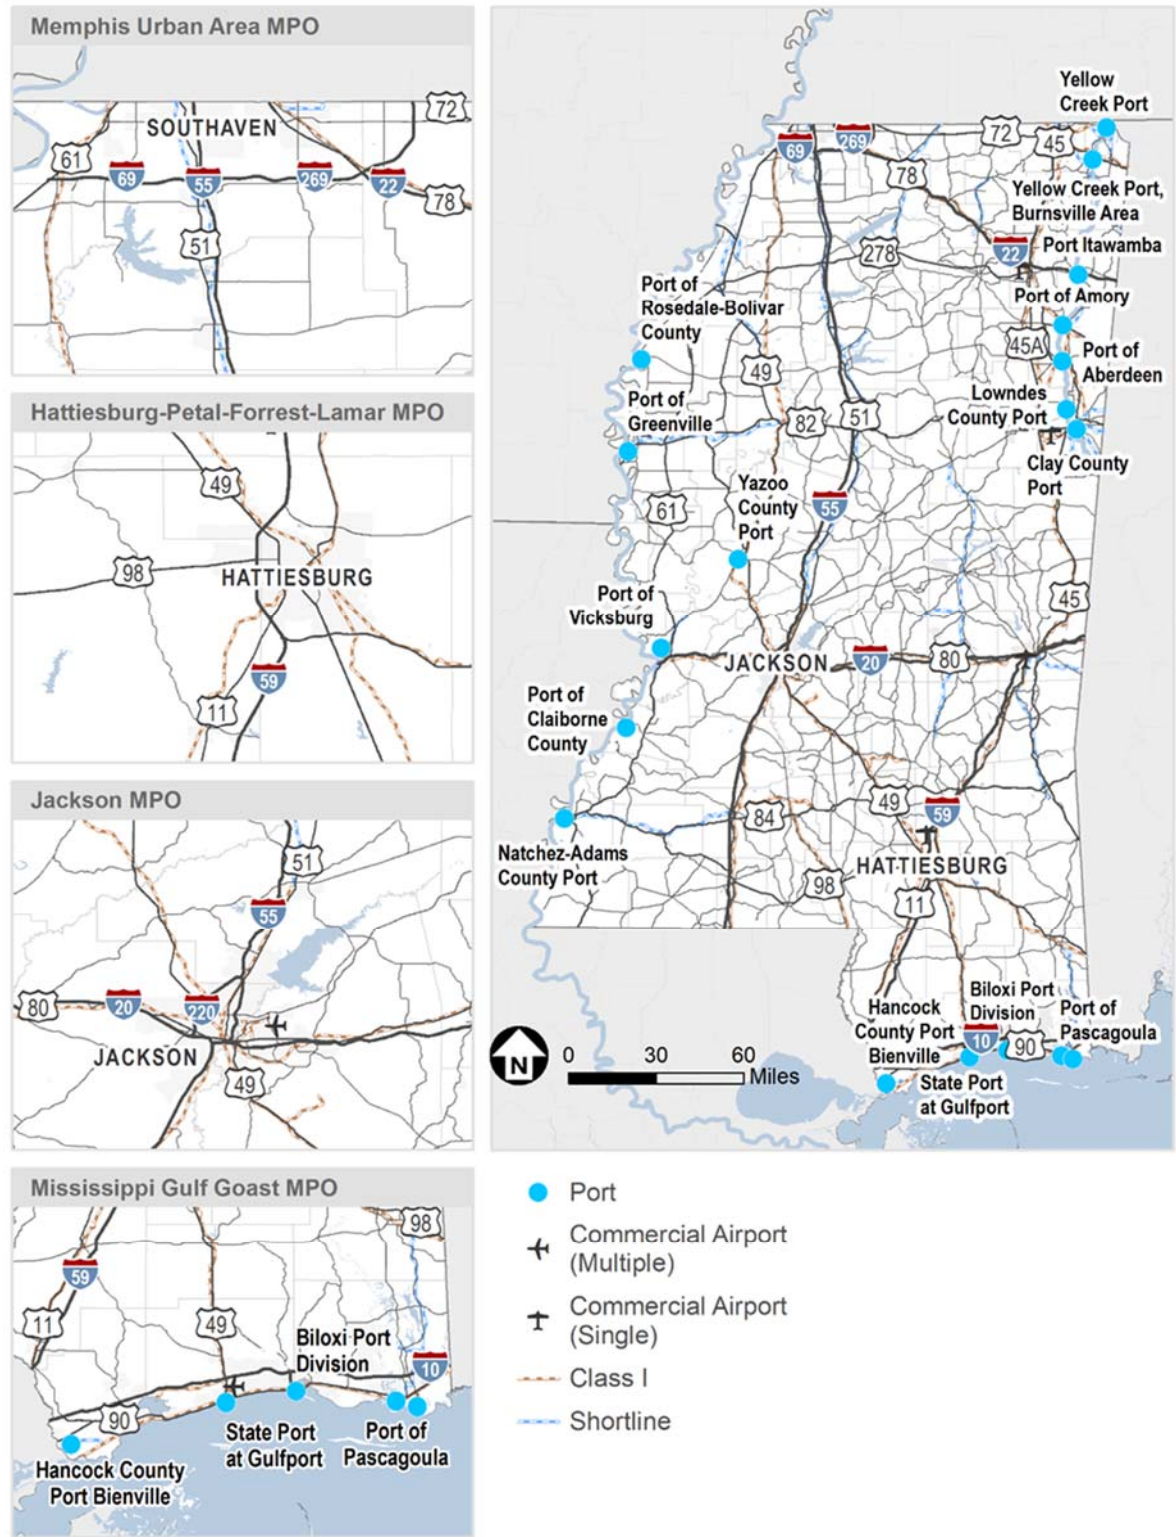 Memphis Urban Area MPO
72
SOUTHAVEN
61
69
55
269
22
78
51
Hattiesburg-Petal-Forrest-Lamar MPO
49
98
HATTIESBURG
59
11
Jackson MPO
51
55
80
20
220
JACKSON
49
Mississippi Gulf Goast MPO
98
59
11
49
Biloxi Port
Division
10
90
State Port
at Gulfport
Port of
Pascagoula
Hancock County
Port Bienville
Yellow
Creek Port
69
269
72
45
78
Yellow Creek Port,
Burnsville Area
22
Port Itawamba
278
Port of
Rosedale-Bolivar
County
Port of Amory
45A
Port of
Aberdeen
49
Port of
Greenville
82
51
Lowndes
County Port
Clay County
Port
Yazoo
County
Port
61
55
45
Port of
Vicksburg
JACKSON
20
80
Port of
Claiborne
County
84
49
59
Natchez-Adams
County Port
98
HATTIESBURG
11
Hancock
County Port
Bienville
Biloxi Port
Division
Port of
Pascagoula
10
90
State Port
at Gulfport
N
0 30 60
Miles
Port
Commercial Airport
(Multiple)
Commercial Airport
(Single)
Class I
Shortline